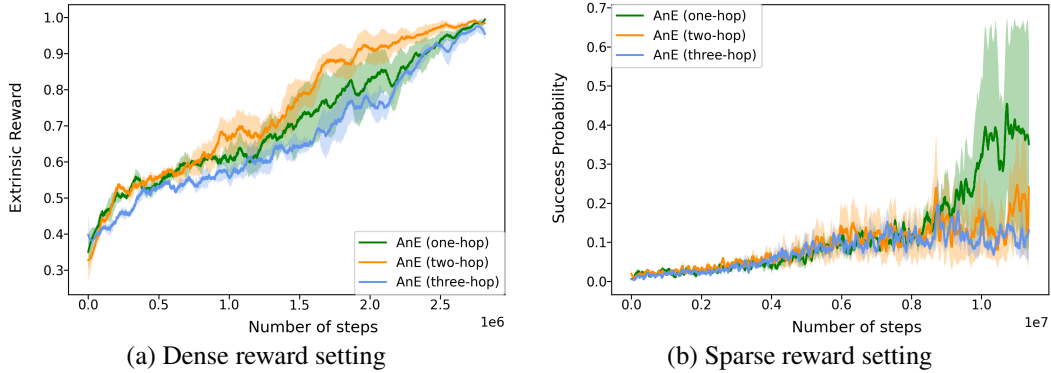 1.0
0.9
0.8
0.7
0.6
0.5
0.4
0.3
Extrinsic Reward
AnE (one-hop)
AnE (two-hop)
AnE (three-hop)
0.0 0.5 1.0 1.5 2.0 2.5
1e6
Number of steps
(a) Dense reward setting
0.7
0.6
0.5
0.4
0.3
0.2
0.1
0.0
Success Probability
AnE (one-hop)
AnE (two-hop)
AnE (three-hop)
0.0 0.2 0.4 0.6 0.8 1.0
1e7
Number of steps
(b) Sparse reward setting